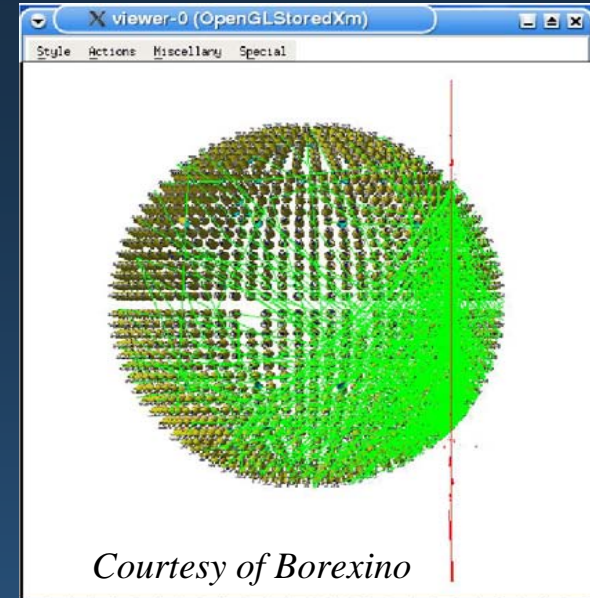 X viewer-0 (OpenGLStoredXm)
Style Actions Miscellany Special
Courtesy of Borexino